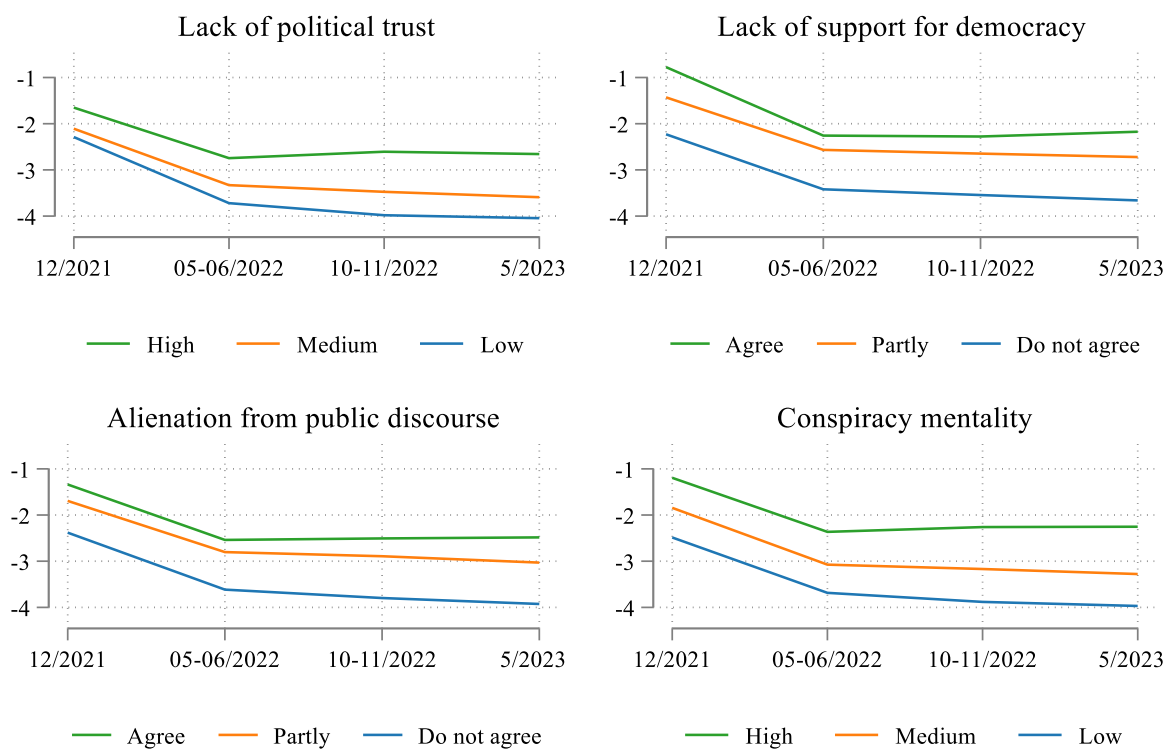 Lack of political trust
-1
-2
-3
-4
12/2021 05-06/2022 10-11/2022 5/2023
High Medium Low
Lack of support for democracy
-1
-2
-3
-4
12/2021 05-06/2022 10-11/2022 5/2023
Agree Partly Do not agree
Alienation from public discourse
-1
-2
-3
-4
12/2021 05-06/2022 10-11/2022 5/2023
Agree Partly Do not agree
Conspiracy mentality
-1
-2
-3
-4
12/2021 05-06/2022 10-11/2022 5/2023
High Medium Low